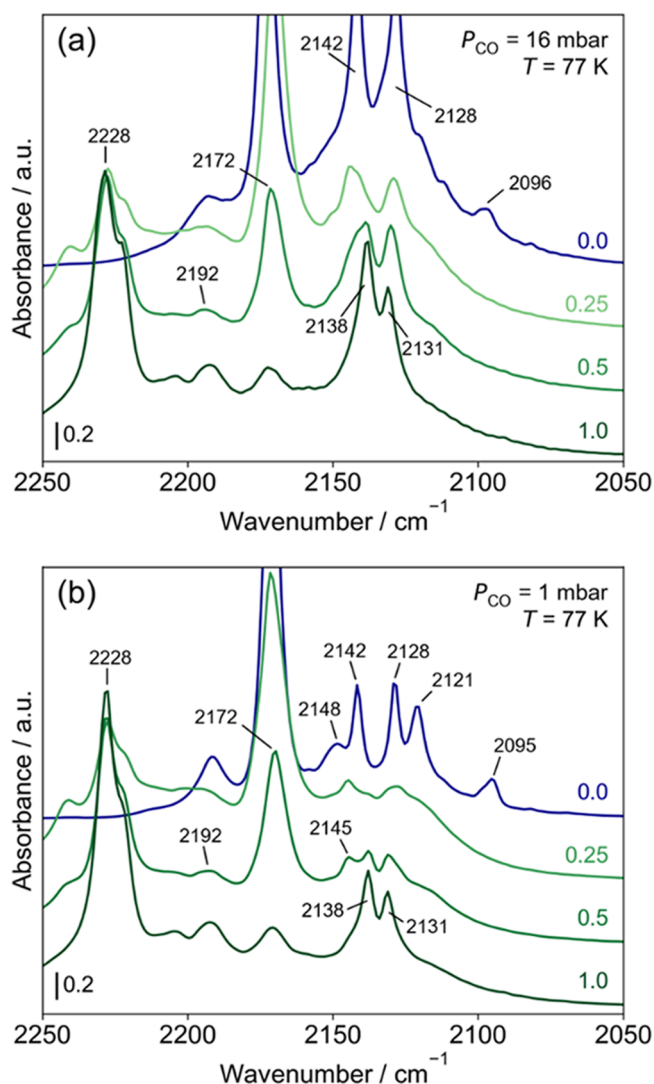 (a)
P_CO = 16 mbar
T = 77 K
2142
2128
2228
2172
2096
0.0
2192
0.25
2138
2131
0.5
1.0
0.2
Absorbance / a.u.
2250 2200 2150 2100 2050
Wavenumber / cm⁻¹
(b)
P_CO = 1 mbar
T = 77 K
2228
2142
2128
2121
2172
2148
2095
0.0
0.25
2192
2145
0.5
2138
2131
1.0
0.2
Absorbance / a.u.
2250 2200 2150 2100 2050
Wavenumber / cm⁻¹